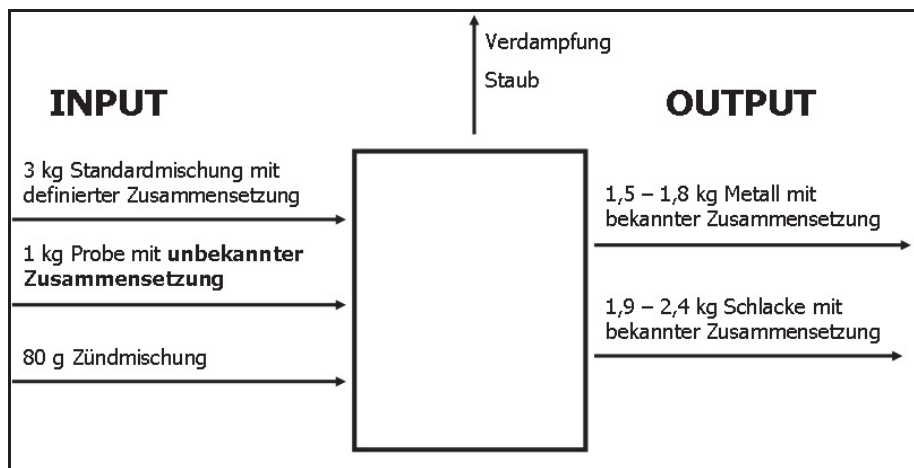 Verdampfung
Staub
INPUT
OUTPUT
3 kg Standardmischung mit
definierter Zusammensetzung
1 kg Probe mit unbekannter
Zusammensetzung
80 g Zündmischung
1,5 – 1,8 kg Metall mit
bekannter Zusammensetzung
1,9 – 2,4 kg Schlacke mit
bekannter Zusammensetzung